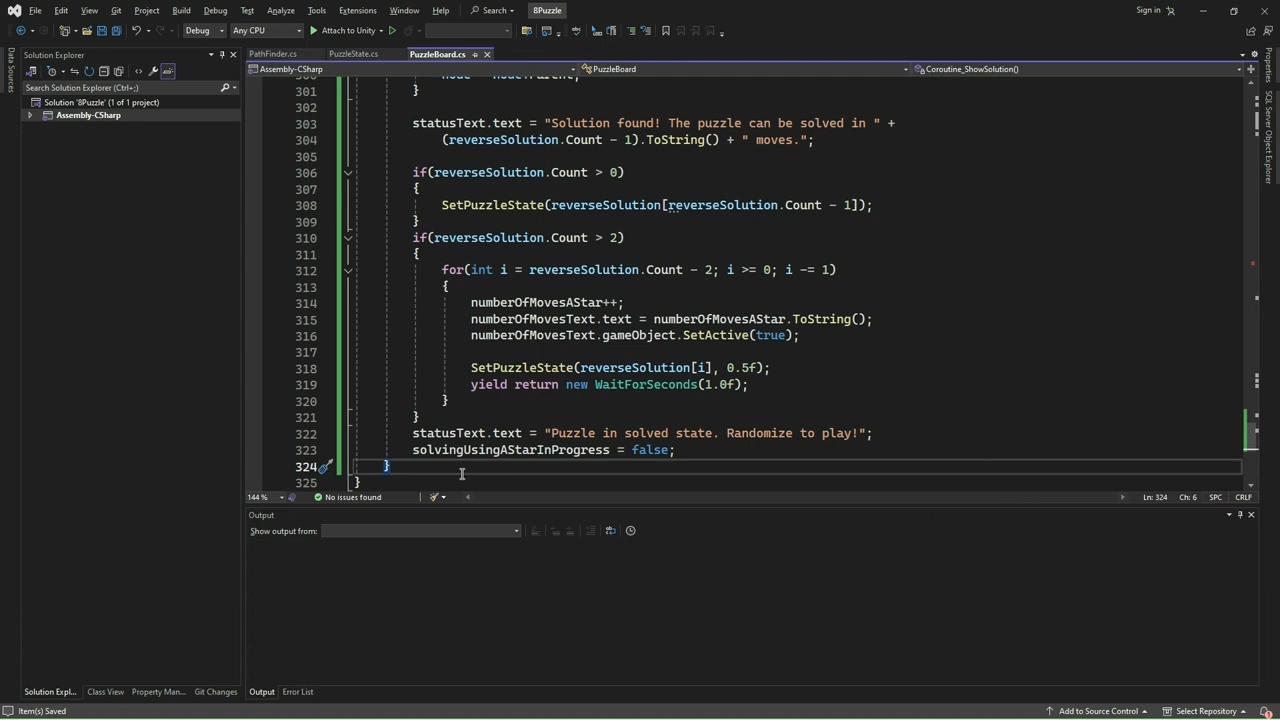 File Edit View Git Project Build Debug Test Analyze Tools Extensions Window Help Search 8Puzzle Sign in
Debug Any CPU Attach to Unity
Data Sources
Solution Explorer
Search Solution Explorer (Ctrl+;)
Solution '8Puzzle' (1 of 1 project)
Assembly-CSharp
PathFinder.cs PuzzleState.cs PuzzleBoard.cs
Assembly-CSharp PuzzleBoard Coroutine_ShowSolution()
301 }
302
303 statusText.text = "Solution found! The puzzle can be solved in " +
304 (reverseSolution.Count - 1).ToString() + " moves.";
305
306 if(reverseSolution.Count > 0)
307 {
308 SetPuzzleState(reverseSolution[reverseSolution.Count - 1]);
309 }
310 if(reverseSolution.Count > 2)
311 {
312 for(int i = reverseSolution.Count - 2; i >= 0; i -= 1)
313 {
314 numberOfMovesAStar++;
315 numberOfMovesText.text = numberOfMovesAStar.ToString();
316 numberOfMovesText.gameObject.SetActive(true);
317
318 SetPuzzleState(reverseSolution[i], 0.5f);
319 yield return new WaitForSeconds(1.0f);
320 }
321 }
322 statusText.text = "Puzzle in solved state. Randomize to play!";
323 solvingUsingAStarInProgress = false;
324 }
325 }
144 % No issues found Ln: 324 Ch: 6 SPC CRLF
Output
Show output from:
Properties
SQL Server Object Explorer
Solution Expl... Class View Property Man... Git Changes Output Error List
Item(s) Saved Add to Source Control Select Repository